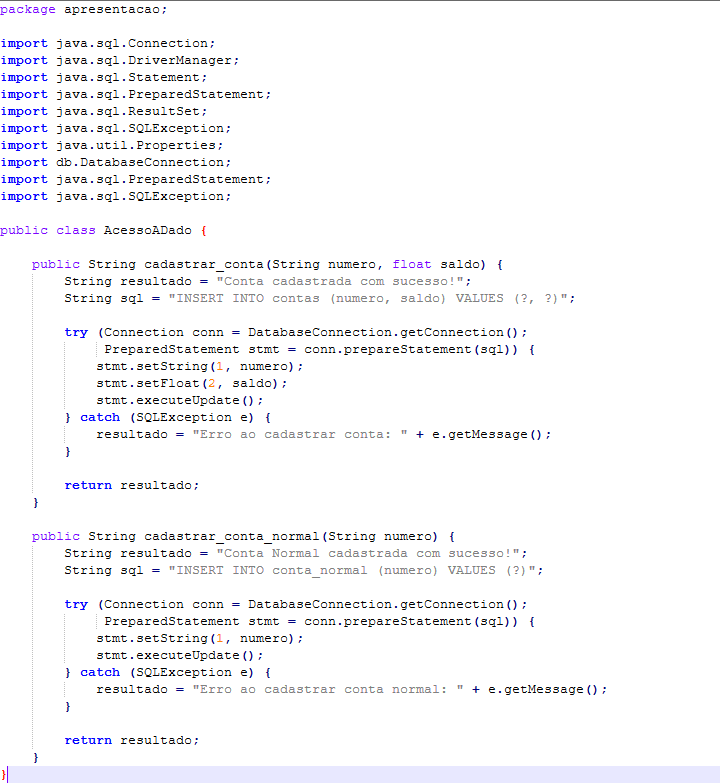 package apresentacao;
import java.sql.Connection;
import java.sql.DriverManager;
import java.sql.Statement;
import java.sql.PreparedStatement;
import java.sql.ResultSet;
import java.sql.SQLException;
import java.util.Properties;
import db.DatabaseConnection;
import java.sql.PreparedStatement;
import java.sql.SQLException;
public class AcessoADado {
    public String cadastrar_conta(String numero, float saldo) {
        String resultado = "Conta cadastrada com sucesso!";
        String sql = "INSERT INTO contas (numero, saldo) VALUES (?, ?)";
        try (Connection conn = DatabaseConnection.getConnection();
             PreparedStatement stmt = conn.prepareStatement(sql)) {
            stmt.setString(1, numero);
            stmt.setFloat(2, saldo);
            stmt.executeUpdate();
        } catch (SQLException e) {
            resultado = "Erro ao cadastrar conta: " + e.getMessage();
        }
        return resultado;
    }
    public String cadastrar_conta_normal(String numero) {
        String resultado = "Conta Normal cadastrada com sucesso!";
        String sql = "INSERT INTO conta_normal (numero) VALUES (?)";
        try (Connection conn = DatabaseConnection.getConnection();
             PreparedStatement stmt = conn.prepareStatement(sql)) {
            stmt.setString(1, numero);
            stmt.executeUpdate();
        } catch (SQLException e) {
            resultado = "Erro ao cadastrar conta normal: " + e.getMessage();
        }
        return resultado;
    }
}